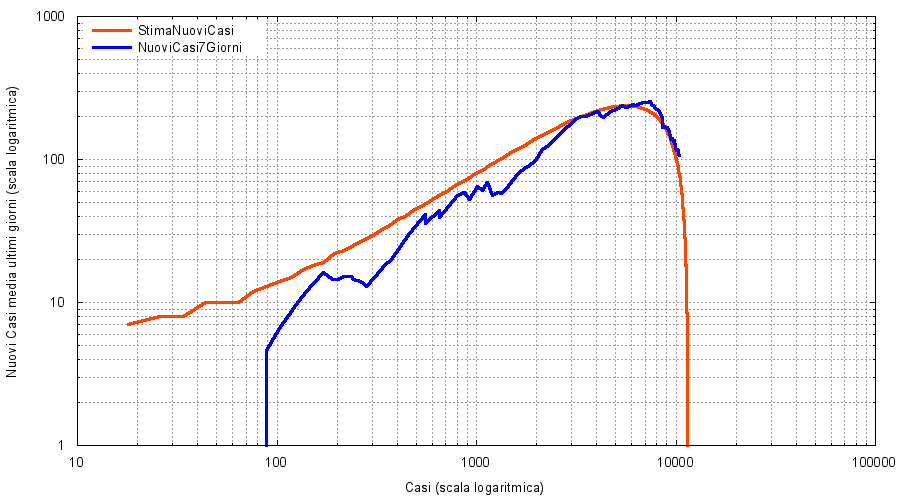 1000
StimaNuoviCasi
NuoviCasi7Giorni
100
10
1
10
100
1000
10000
100000
Nuovi Casi media ultimi giorni (scala logaritmica)
Casi (scala logaritmica)